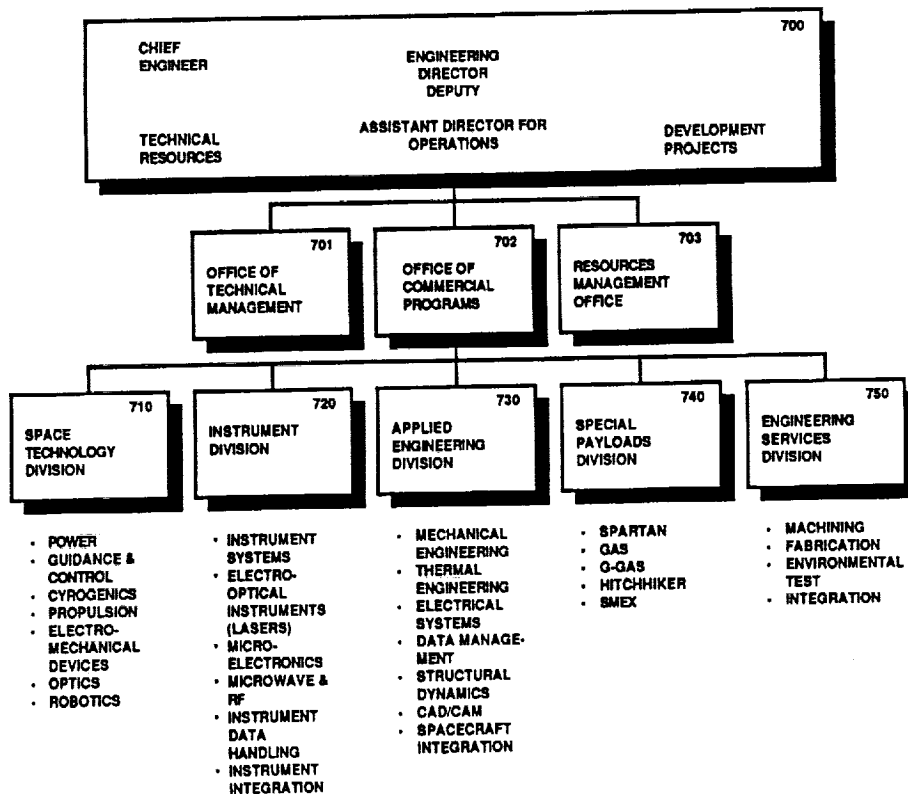 700
CHIEF
ENGINEER
ENGINEERING
DIRECTOR
DEPUTY
TECHNICAL
RESOURCES
ASSISTANT DIRECTOR FOR
OPERATIONS
DEVELOPMENT
PROJECTS
701
OFFICE OF
TECHNICAL
MANAGEMENT
702
OFFICE OF
COMMERCIAL
PROGRAMS
703
RESOURCES
MANAGEMENT
OFFICE
710
SPACE
TECHNOLOGY
DIVISION
720
INSTRUMENT
DIVISION
730
APPLIED
ENGINEERING
DIVISION
740
SPECIAL
PAYLOADS
DIVISION
750
ENGINEERING
SERVICES
DIVISION
• POWER
• GUIDANCE &
CONTROL
• CYROGENICS
• PROPULSION
• ELECTRO-
MECHANICAL
DEVICES
• OPTICS
• ROBOTICS
• INSTRUMENT
SYSTEMS
• ELECTRO-
OPTICAL
INSTRUMENTS
(LASERS)
• MICRO-
ELECTRONICS
• MICROWAVE &
RF
• INSTRUMENT
DATA
HANDLING
• INSTRUMENT
INTEGRATION
• MECHANICAL
ENGINEERING
• THERMAL
ENGINEERING
• ELECTRICAL
SYSTEMS
• DATA MANAGE-
MENT
• STRUCTURAL
DYNAMICS
• CAD/CAM
• SPACECRAFT
INTEGRATION
• SPARTAN
• GAS
• G-GAS
• HITCHHIKER
• SMEX
• MACHINING
• FABRICATION
• ENVIRONMENTAL
TEST
• INTEGRATION